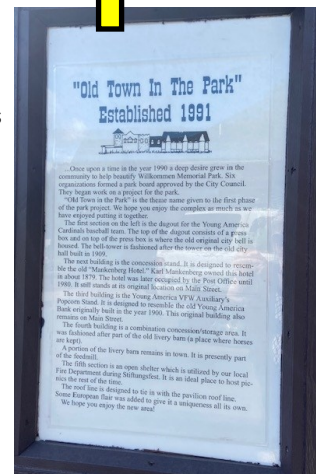 "Old Town In The Park"
Established 1991
...Once upon a time in the year 1990 a deep desire grew in the
community to help beautify Willkommen Memorial Park. Six
organizations formed a park board approved by the City Council.
They began work on a project for the park.
"Old Town in the Park" is the theme name given to the first phase
of the park project. We hope you enjoy the complex as much as we
have enjoyed putting it together.
The first section on the left is the dugout for the Young America
Cardinals baseball team. The top of the dugout consists of a press
box and on top of the press box is where the old original city bell is
housed. The bell-tower is fashioned after the tower on the old city
hall built in 1909.
The next building is the concession stand. It is designed to resem-
ble the old "Mankenberg Hotel." Karl Mankenberg owned this hotel
in about 1879. The hotel was later occupied by the Post Office until
1980. It still stands at its original location on Main Street.
The third building is the Young America VFW Auxiliary's
Popcorn Stand. It is designed to resemble the old Young America
Bank originally built in the year 1900. This original building also
remains on Main Street.
The fourth building is a combination concession/storage area. It
was fashioned after part of the old livery barn (a place where horses
are kept).
A portion of the livery barn remains in town. It is presently part
of the feedmill.
The fifth section is an open shelter which is utilized by our local
Fire Department during Stiftungsfest. It is an ideal place to host pic-
nics the rest of the time.
The roof line is designed to tie in with the pavilion roof line.
Some European flair was added to give it a uniqueness all its own.
We hope you enjoy the new area!